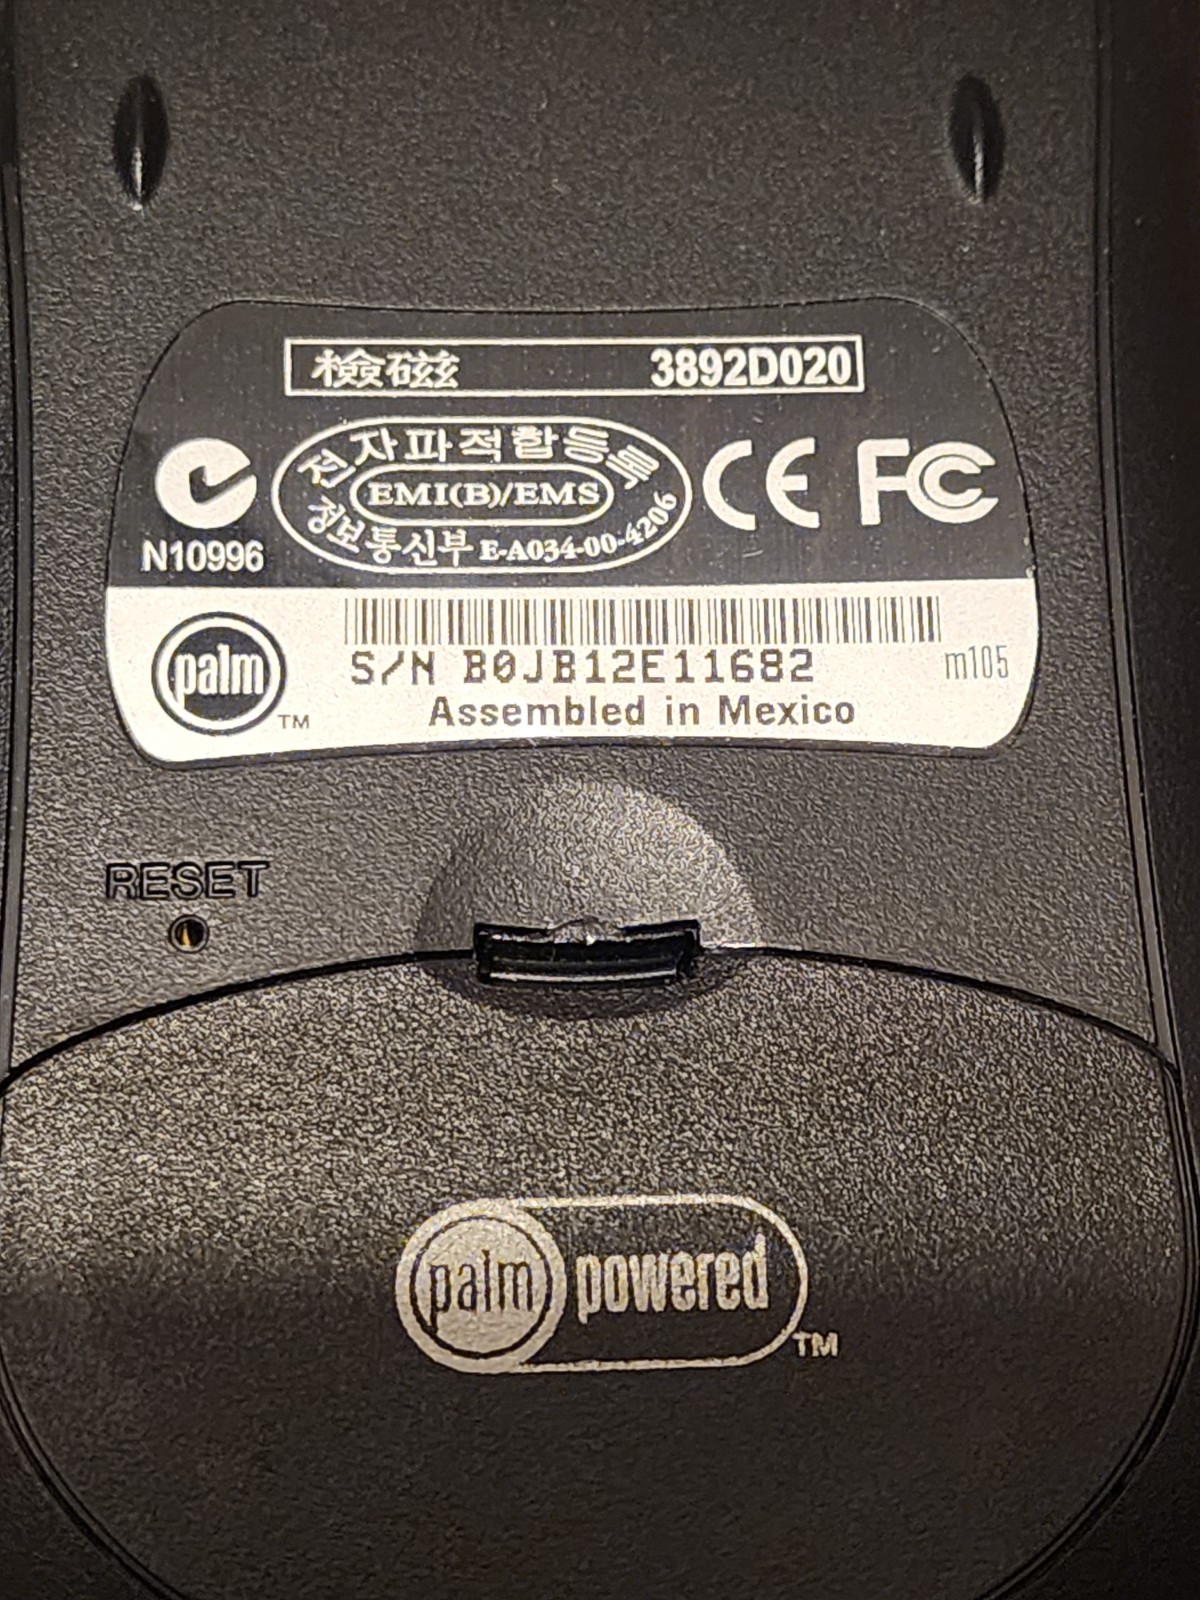 檢磁 3892D020
전자파적합등록
EMI(B)/EMS
정보통신부 E-A034-00-4206
CE FC
N10996
palm TM
S/N B0JB12E11682
m105
Assembled in Mexico
RESET
palm powered TM